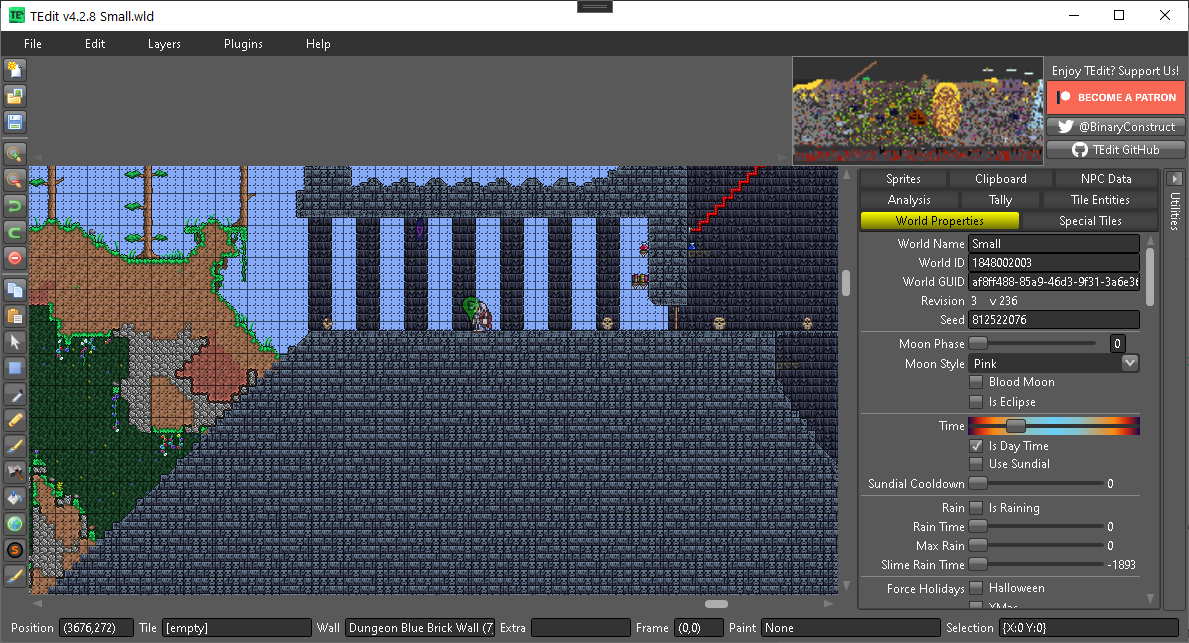 TEdit v4.2.8 Small.wld
File Edit Layers Plugins Help
Enjoy TEdit? Support Us!
BECOME A PATRON
@BinaryConstruct
TEdit GitHub
Sprites Clipboard NPC Data
Analysis Tally Tile Entities
World Properties Special Tiles
Utilities
World Name Small
World ID 1848002003
World GUID af8ff488-85a9-46d3-9f31-3a6e36
Revision 3 v 236
Seed 812522076
Moon Phase 0
Moon Style Pink
Blood Moon
Is Eclipse
Time
Is Day Time
Use Sundial
Sundial Cooldown 0
Rain Is Raining
Rain Time 0
Max Rain 0
Slime Rain Time -1893
Force Holidays Halloween
XMas
Position (3676,272) Tile [empty] Wall Dungeon Blue Brick Wall (7 Extra Frame (0,0) Paint None Selection {X:0 Y:0}